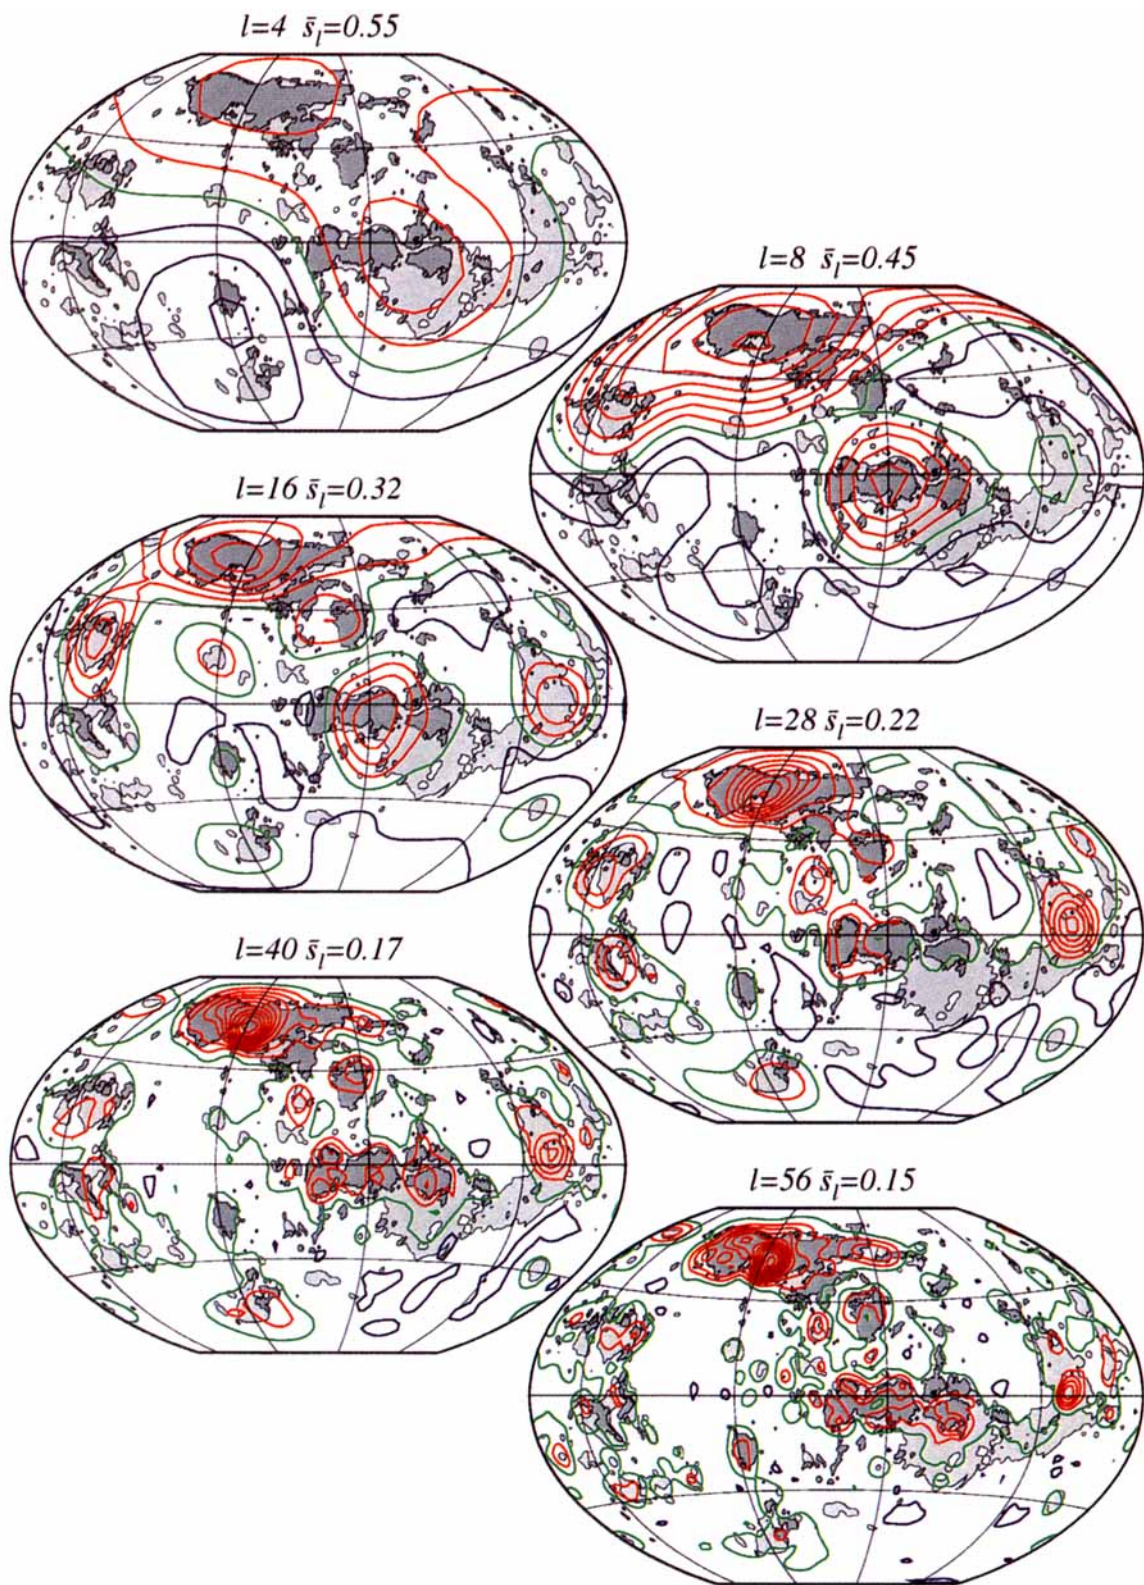 l=4 s̄ₗ=0.55
l=8 s̄ₗ=0.45
l=16 s̄ₗ=0.32
l=28 s̄ₗ=0.22
l=40 s̄ₗ=0.17
l=56 s̄ₗ=0.15